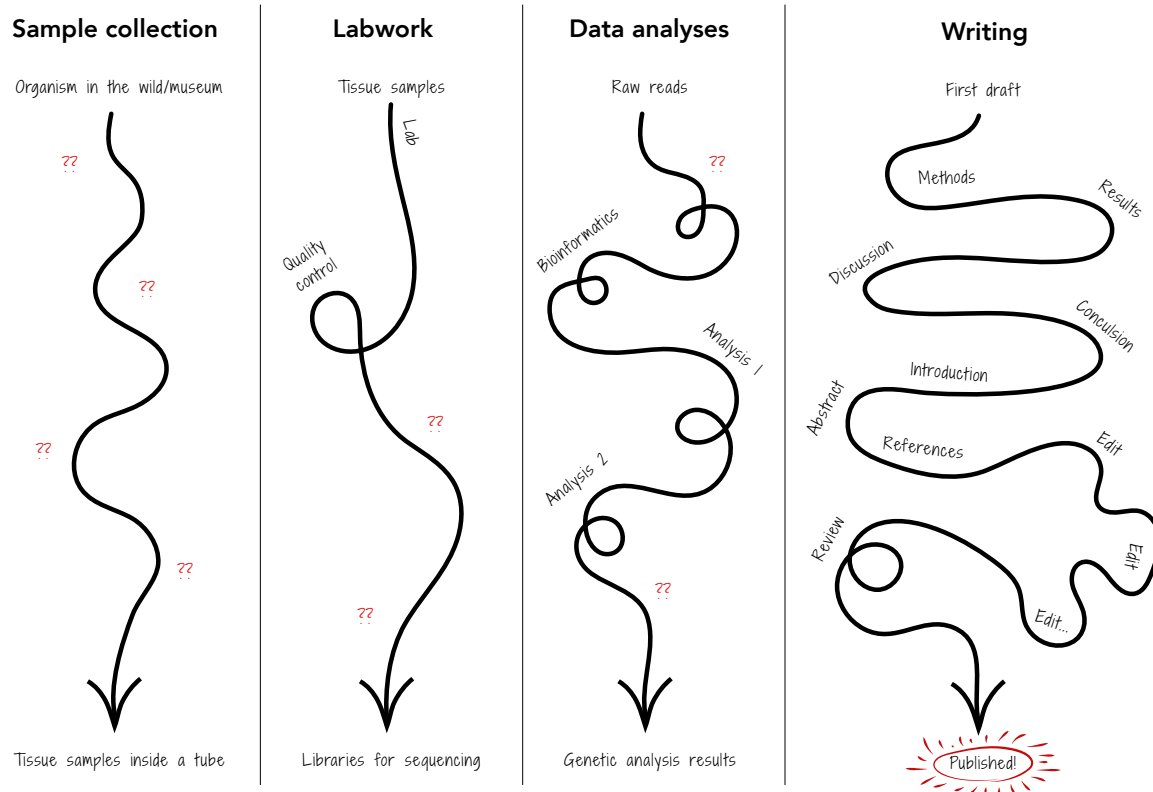 Sample collection
Organism in the wild/museum
??
??
??
??
Tissue samples inside a tube
Labwork
Tissue samples
Lab
Quality
control
??
??
Libraries for sequencing
Data analyses
Raw reads
??
Bioinformatics
Analysis 1
Analysis 2
??
Genetic analysis results
Writing
First draft
Methods
Results
Discussion
Conculsion
Introduction
Abstract
References
Edit
Edit
Edit...
Review
Published!